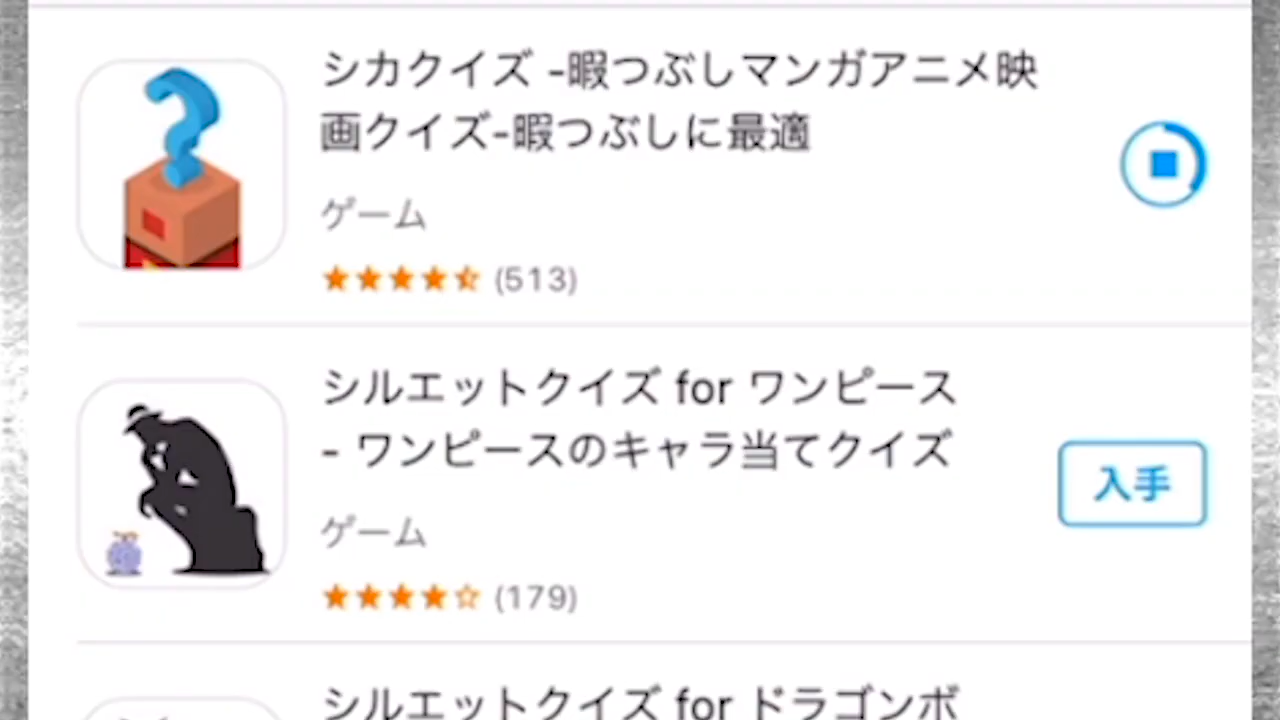 シカクイズ -暇つぶしマンガアニメ映
画クイズ-暇つぶしに最適
ゲーム
★★★★⯪ (513)
シルエットクイズ for ワンピース
- ワンピースのキャラ当てクイズ
入手
ゲーム
★★★★☆ (179)
シルエットクイズ for ドラゴンボ